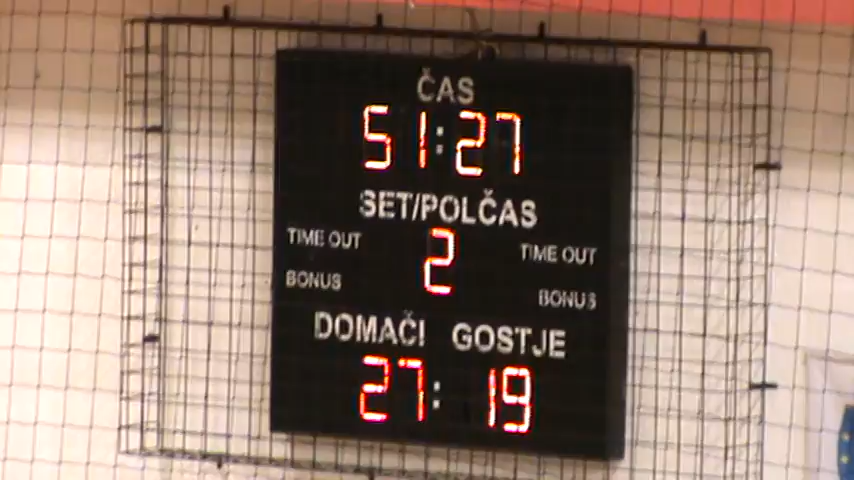 ČAS
51:27
SET/POLČAS
TIME OUT 2 TIME OUT
BONUS BONUS
DOMAČI GOSTJE
27: 19